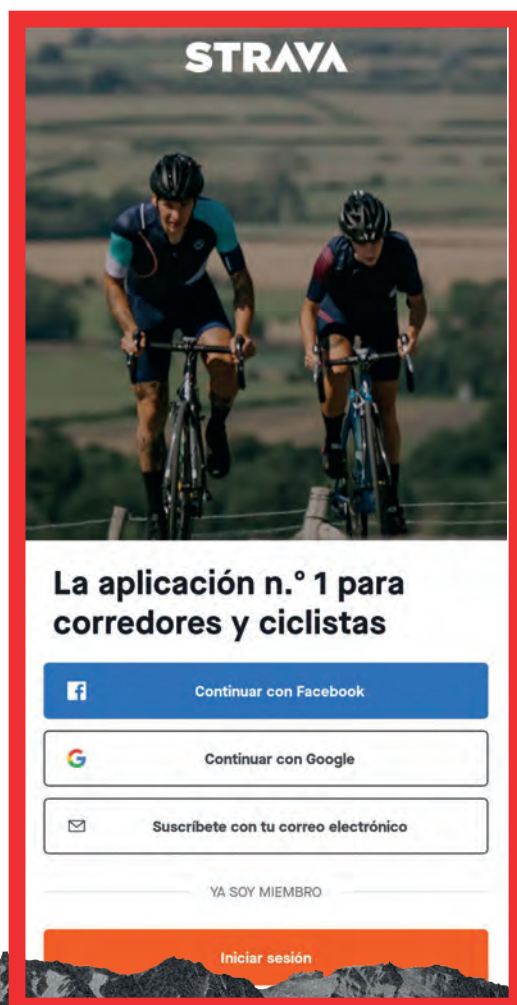 STRAVA
La aplicación n.° 1 para
corredores y ciclistas
Continuar con Facebook
Continuar con Google
Suscríbete con tu correo electrónico
YA SOY MIEMBRO
Iniciar sesión